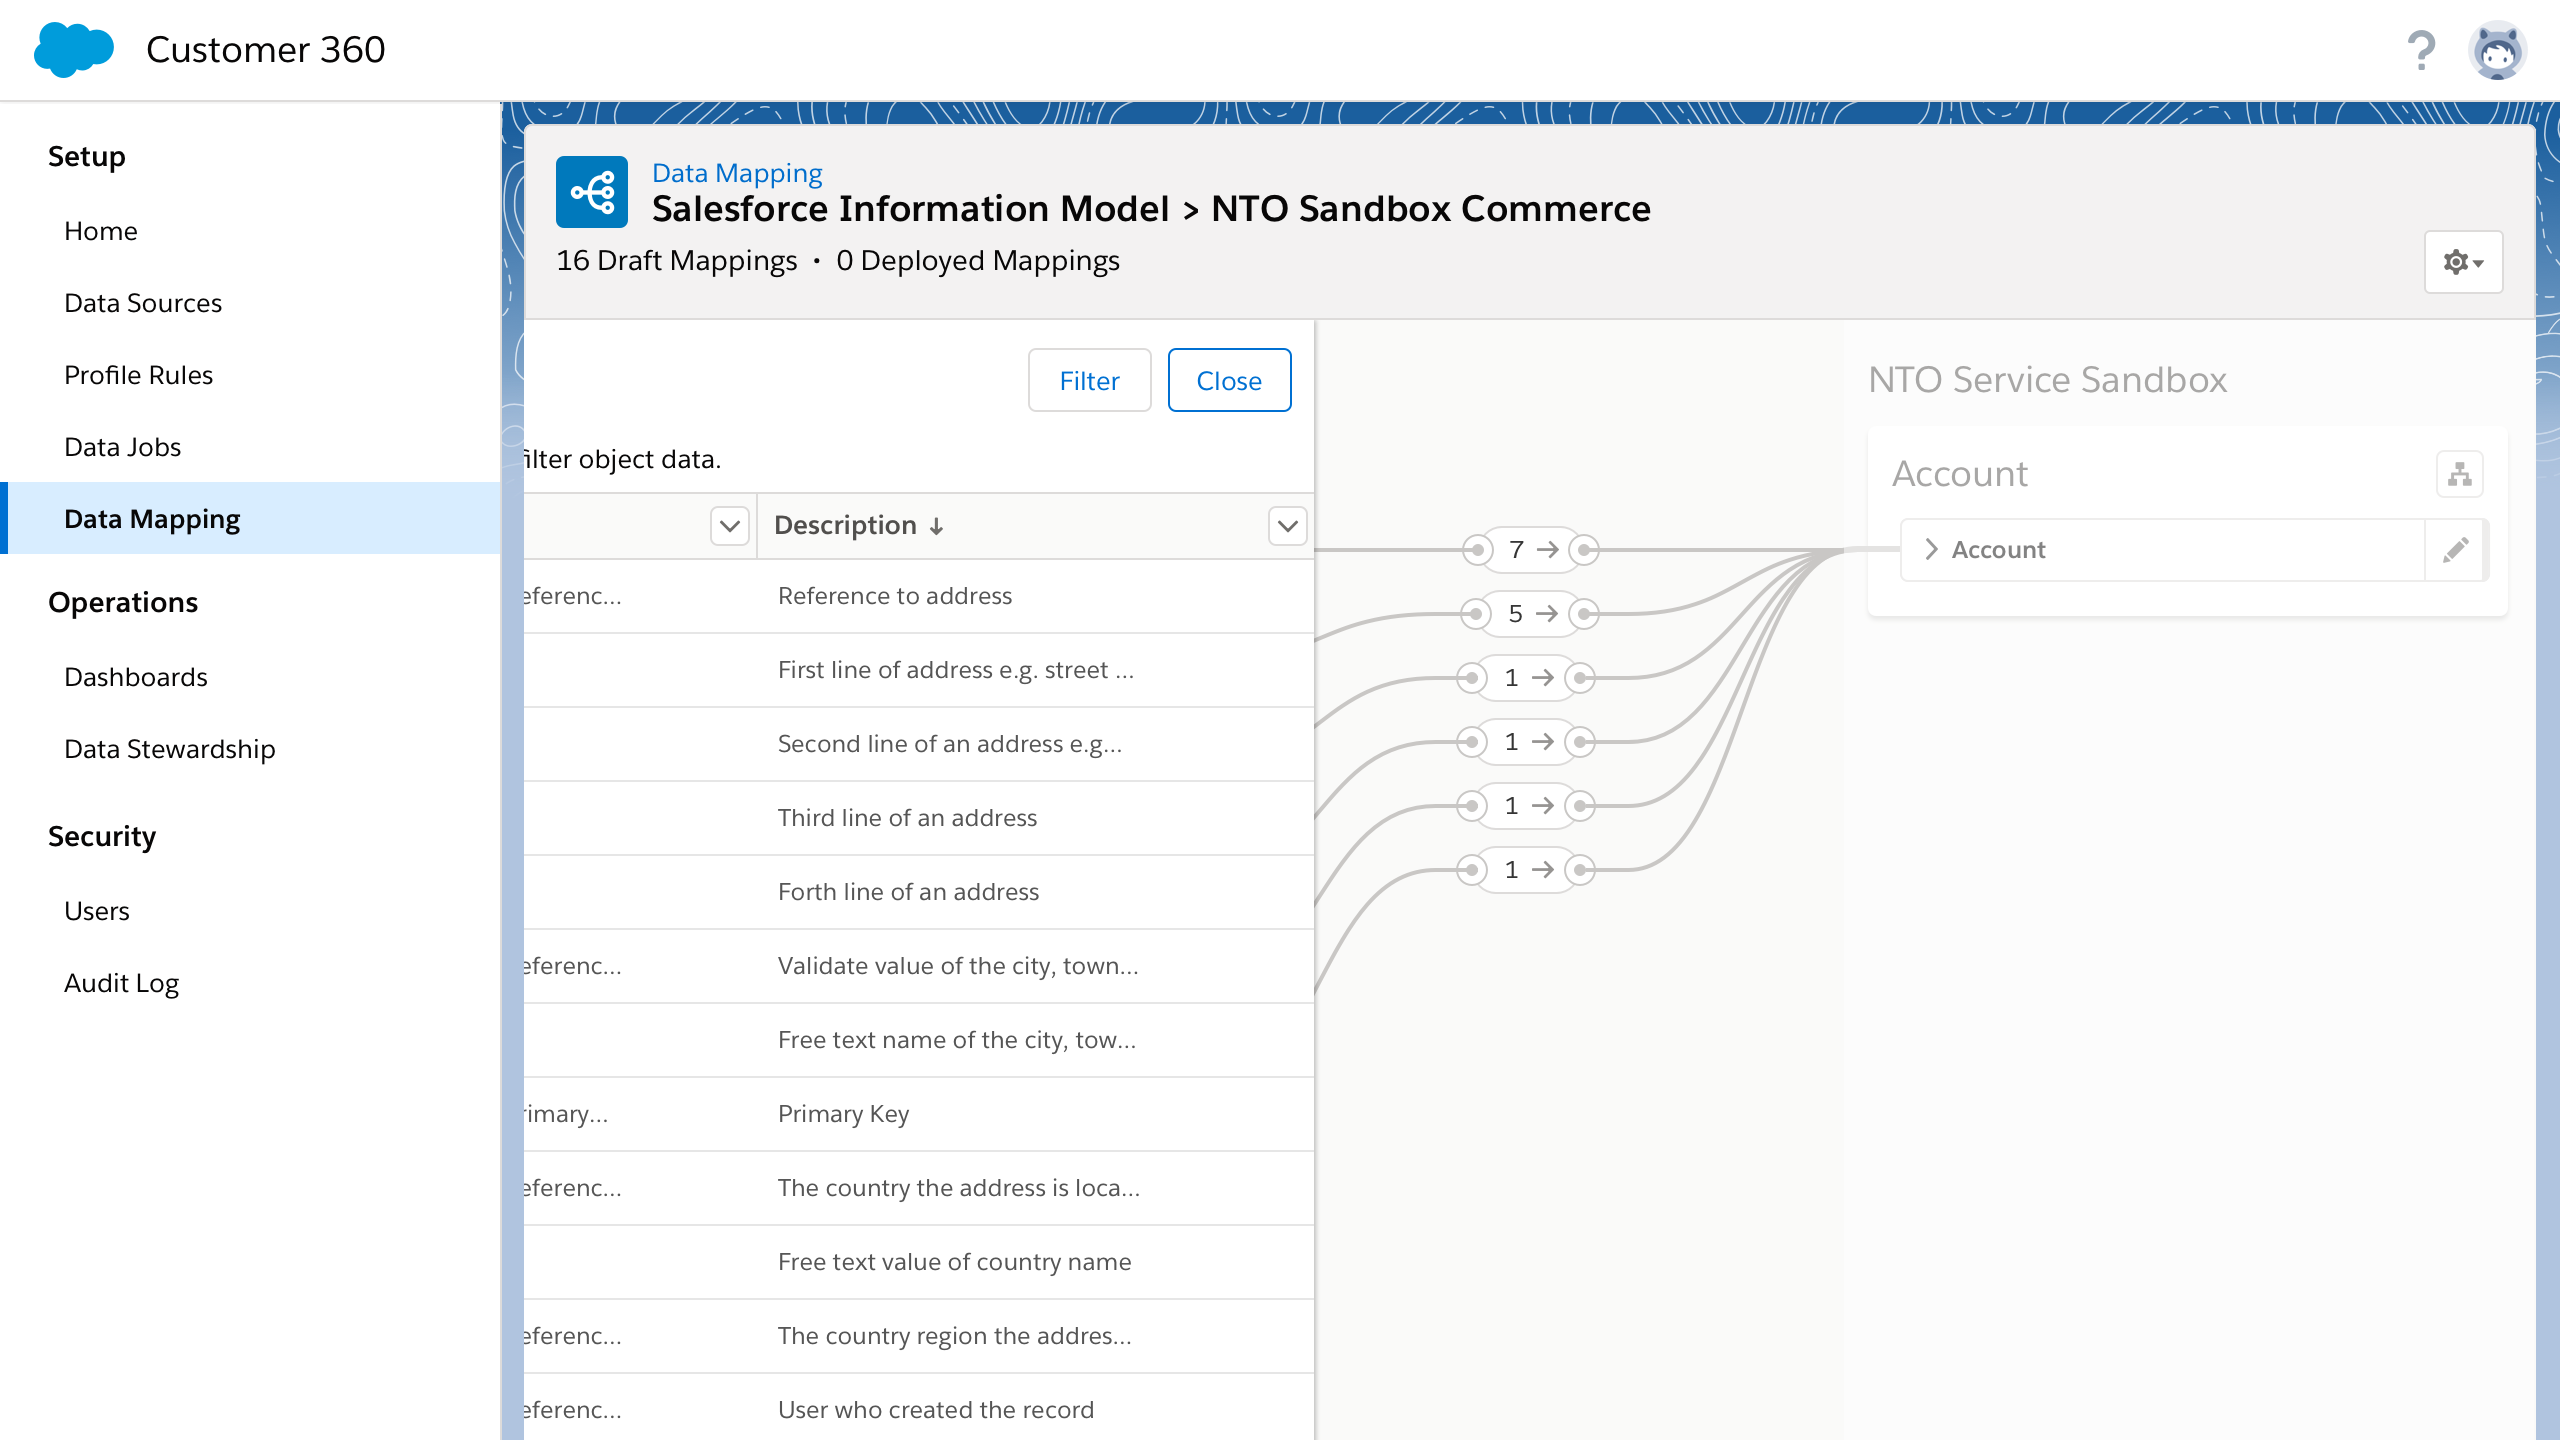 Customer 360
?
Setup
Home
Data Sources
Profile Rules
Data Jobs
Data Mapping
Operations
Dashboards
Data Stewardship
Security
Users
Audit Log
Data Mapping
Salesforce Information Model > NTO Sandbox Commerce
16 Draft Mappings • 0 Deployed Mappings
Filter
Close
filter object data.
Description ↓
eferenc... Reference to address
First line of address e.g. street ...
Second line of an address e.g...
Third line of an address
Forth line of an address
eferenc... Validate value of the city, town...
Free text name of the city, tow...
rimary... Primary Key
eferenc... The country the address is loca...
Free text value of country name
eferenc... The country region the addres...
eferenc... User who created the record
7 →
5 →
1 →
1 →
1 →
1 →
NTO Service Sandbox
Account
Account